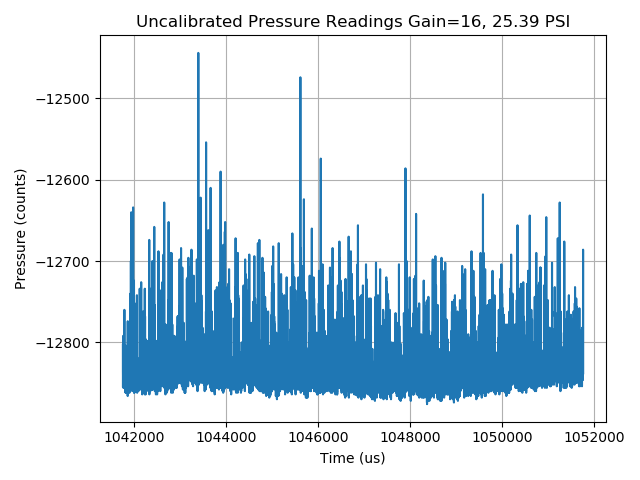 Uncalibrated Pressure Readings Gain=16, 25.39 PSI
−12500
−12600
−12700
−12800
Pressure (counts)
1042000 1044000 1046000 1048000 1050000 1052000
Time (us)